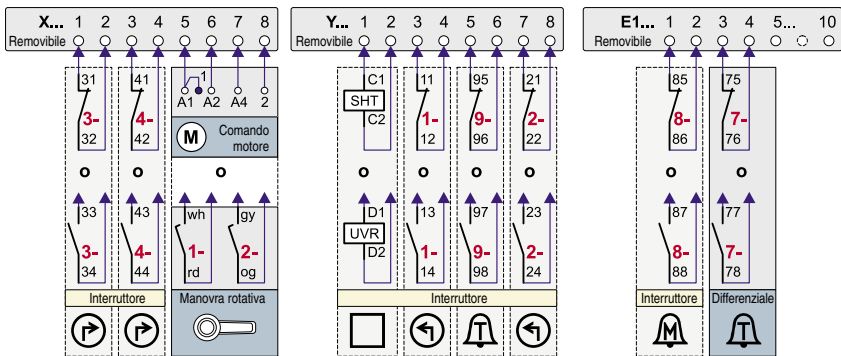 X... 1 2 3 4 5 6 7 8
Removibile
Y... 1 2 3 4 5 6 7 8
Removibile
E1... 1 2 3 4 5... 10
Removibile
31 41 1
A1 A2 A4 2
3- 4-
32 42
M Comando
motore
o o o
33 43 wh gy
3- 4- 1- 2-
34 44 rd og
Interruttore Manovra rotativa
C1 11 95 21
SHT 1- 9- 2-
C2 12 96 22
o o o o
D1 13 97 23
UVR 1- 9- 2-
D2 14 98 24
Interruttore
T
85 75
8- 7-
86 76
o o
87 77
8- 7-
88 78
Interruttore Differenziale
M T